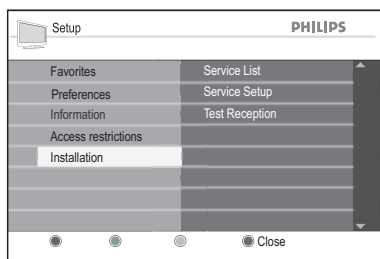 Setup
PHILIPS
Favorites
Preferences
Information
Access restrictions
Installation
Service List
Service Setup
Test Reception
Close